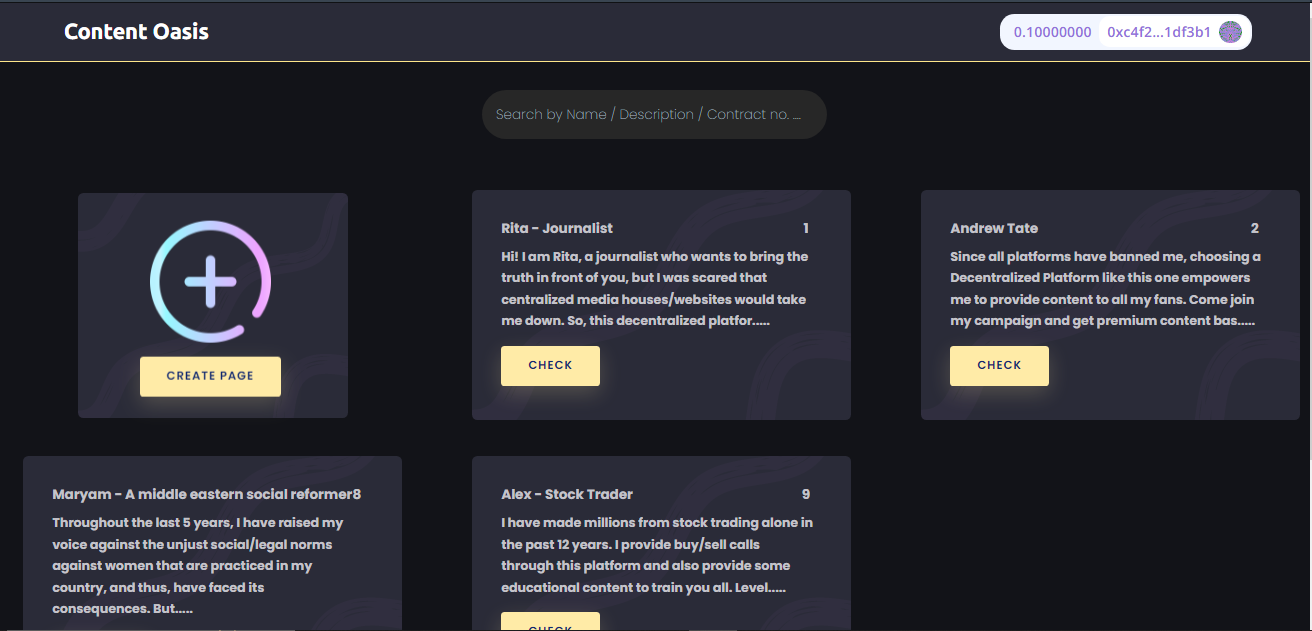 Content Oasis
0.10000000 0xc4f2...1df3b1
Search by Name / Description / Contract no. ...
CREATE PAGE
Rita - Journalist 1
Hi! I am Rita, a journalist who wants to bring the
truth in front of you, but I was scared that
centralized media houses/websites would take
me down. So, this decentralized platfor.....
CHECK
Andrew Tate 2
Since all platforms have banned me, choosing a
Decentralized Platform like this one empowers
me to provide content to all my fans. Come join
my campaign and get premium content bas.....
CHECK
Maryam - A middle eastern social reformer8
Throughout the last 5 years, I have raised my
voice against the unjust social/legal norms
against women that are practiced in my
country, and thus, have faced its
consequences. But.....
Alex - Stock Trader 9
I have made millions from stock trading alone in
the past 12 years. I provide buy/sell calls
through this platform and also provide some
educational content to train you all. Level.....
CHECK